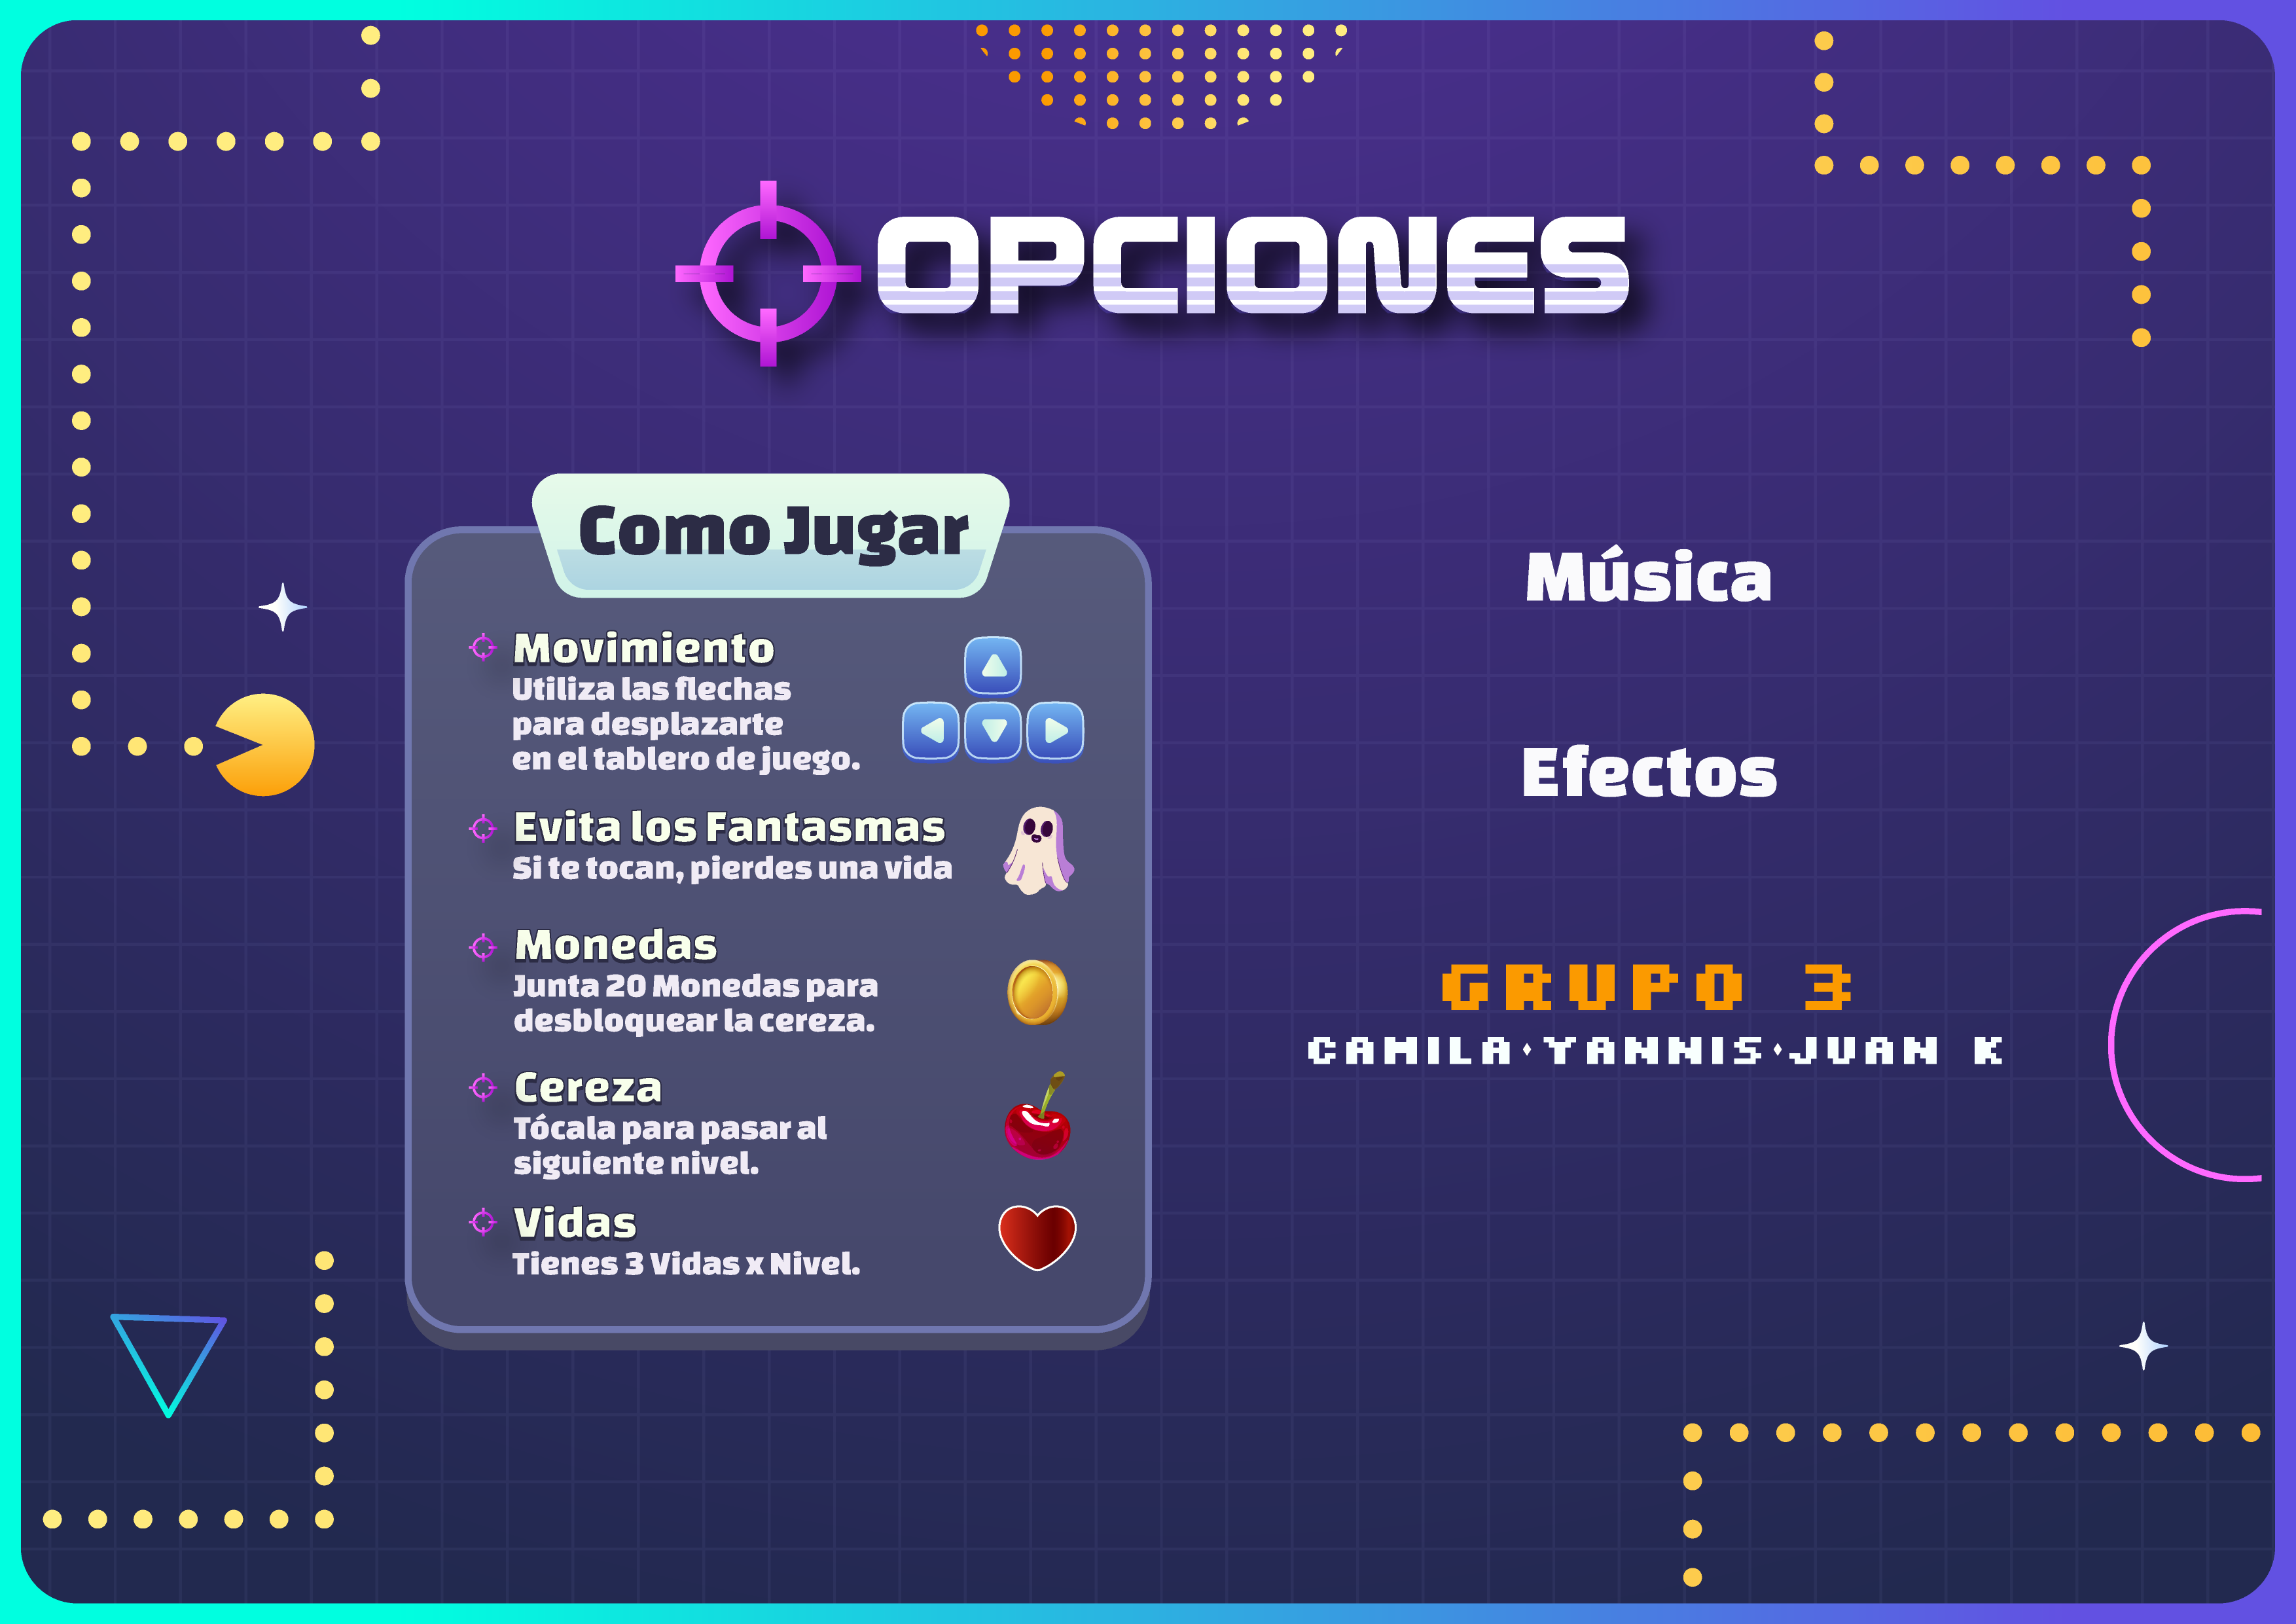 OPCIONES
Como Jugar
Movimiento
Utiliza las flechas
para desplazarte
en el tablero de juego.
Evita los Fantasmas
Si te tocan, pierdes una vida
Monedas
Junta 20 Monedas para
desbloquear la cereza.
Cereza
Tócala para pasar al
siguiente nivel.
Vidas
Tienes 3 Vidas x Nivel.
Música
Efectos
GRUPO 3
CAMILA⬧YANNIS⬧JUAN K